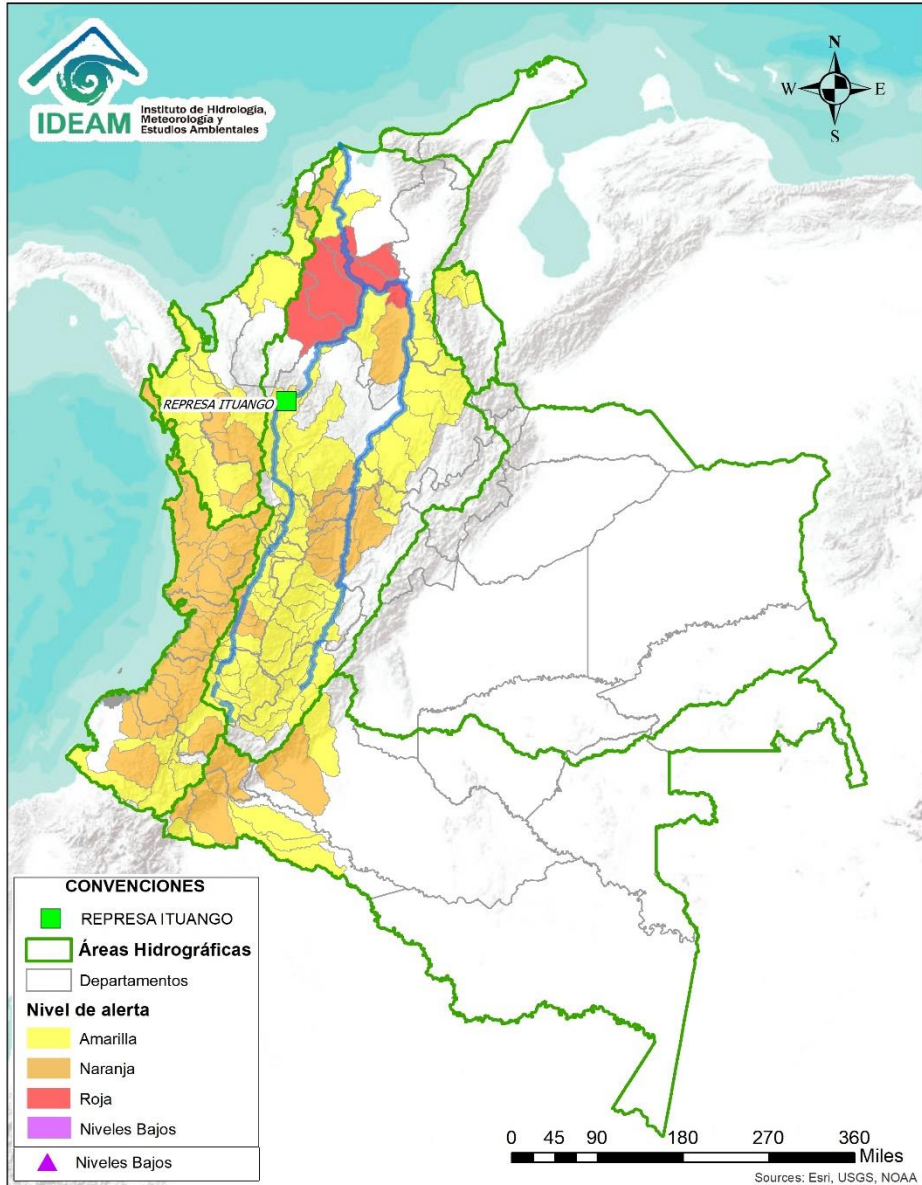 IDEAM
Instituto de Hidrología,
Meteorología y
Estudios Ambientales
N
W
E
S
REPRESA ITUANGO
CONVENCIONES
REPRESA ITUANGO
Áreas Hidrográficas
Departamentos
Nivel de alerta
Amarilla
Naranja
Roja
Niveles Bajos
Niveles Bajos
0 45 90 180 270 360
Miles
Sources: Esri, USGS, NOAA